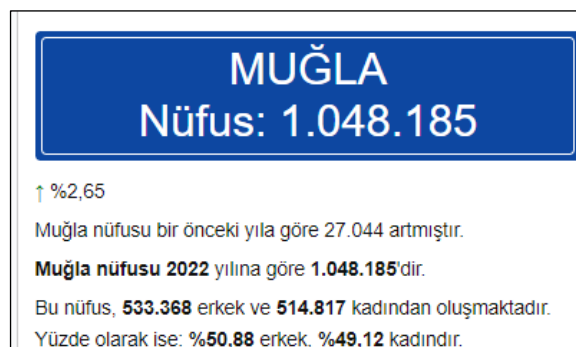 MUĞLA
Nüfus: 1.048.185
↑ %2,65
Muğla nüfusu bir önceki yıla göre 27.044 artmıştır.
Muğla nüfusu 2022 yılına göre 1.048.185'dir.
Bu nüfus, 533.368 erkek ve 514.817 kadından oluşmaktadır.
Yüzde olarak ise: %50,88 erkek, %49,12 kadındır.